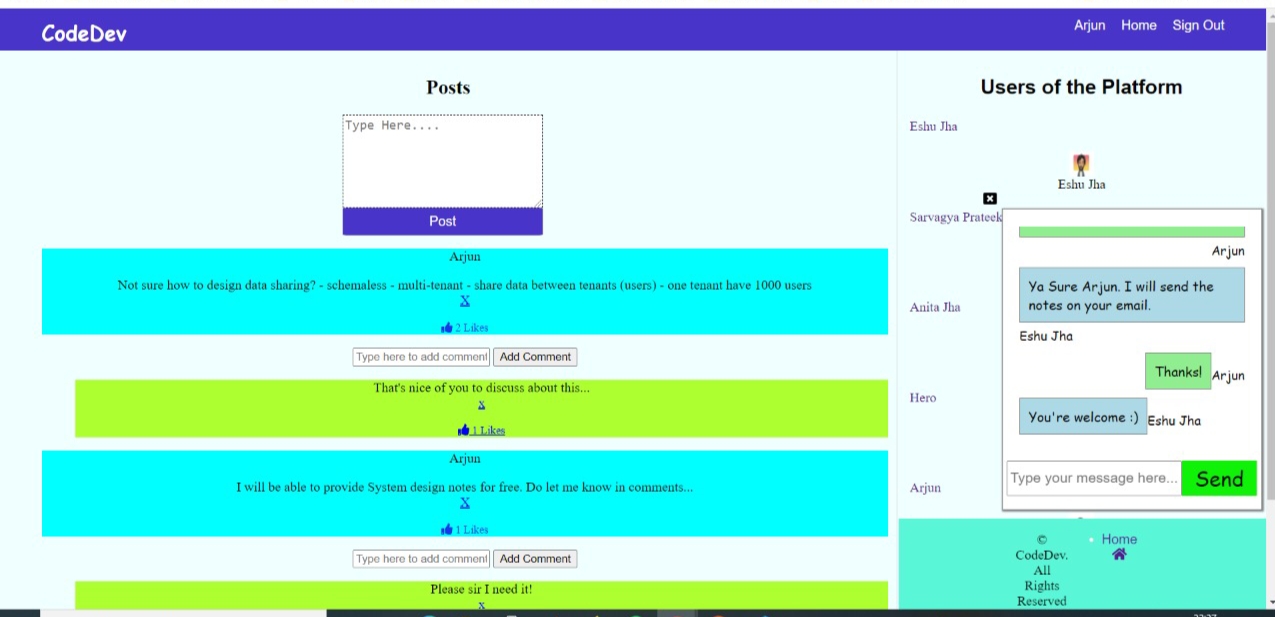 CodeDev
Arjun Home Sign Out
Posts
Type Here....
Post
Arjun
Not sure how to design data sharing? - schemaless - multi-tenant - share data between tenants (users) - one tenant have 1000 users
X
2 Likes
Type here to add comment Add Comment
That's nice of you to discuss about this...
x
1 Likes
Arjun
I will be able to provide System design notes for free. Do let me know in comments...
X
1 Likes
Type here to add comment Add Comment
Please sir I need it!
x
Users of the Platform
Eshu Jha
Eshu Jha
Sarvagya Prateek
Anita Jha
Hero
Arjun
Arjun
Ya Sure Arjun. I will send the
notes on your email.
Eshu Jha
Thanks! Arjun
You're welcome :) Eshu Jha
Type your message here... Send
©
CodeDev.
All
Rights
Reserved
Home